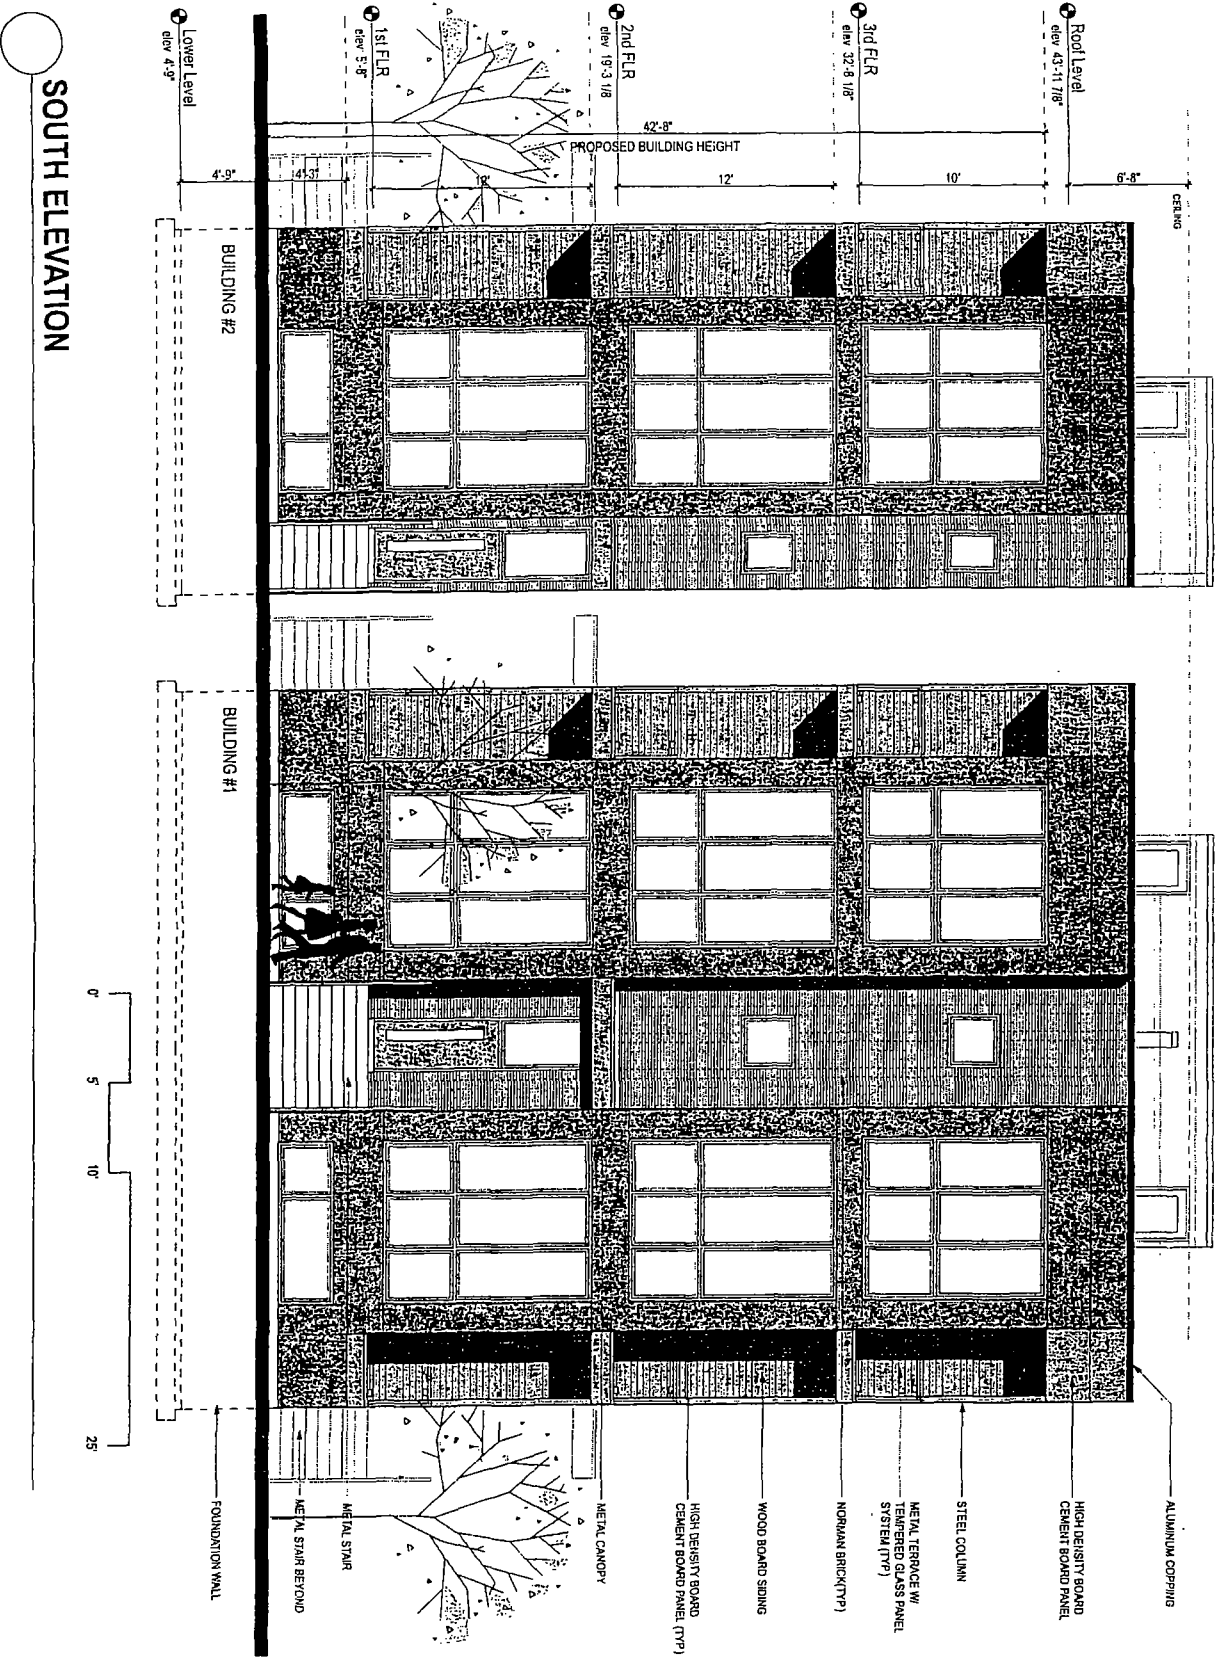 Roof Level
elev 43'-11 7/8"
3rd FLR
elev 32'-8 1/8"
2nd FLR
elev 19'-3 1/8
1st FLR
elev 5'-8"
Lower Level
elev 4'-9"
CEILING
6'-8"
10'
12'
12'
4'-3"
4'-9"
42'-8"
PROPOSED BUILDING HEIGHT
BUILDING #2
BUILDING #1
ALUMINUM COPPING
HIGH DENSITY BOARD
CEMENT BOARD PANEL
STEEL COLUMN
METAL TERRACE W/
TEMPERED GLASS PANEL
SYSTEM (TYP)
NORMAN BRICK(TYP)
WOOD BOARD SIDING
HIGH DENSITY BOARD
CEMENT BOARD PANEL (TYP)
METAL CANOPY
METAL STAIR
METAL STAIR BEYOND
FOUNDATION WALL
0'
5'
10'
25'
SOUTH ELEVATION